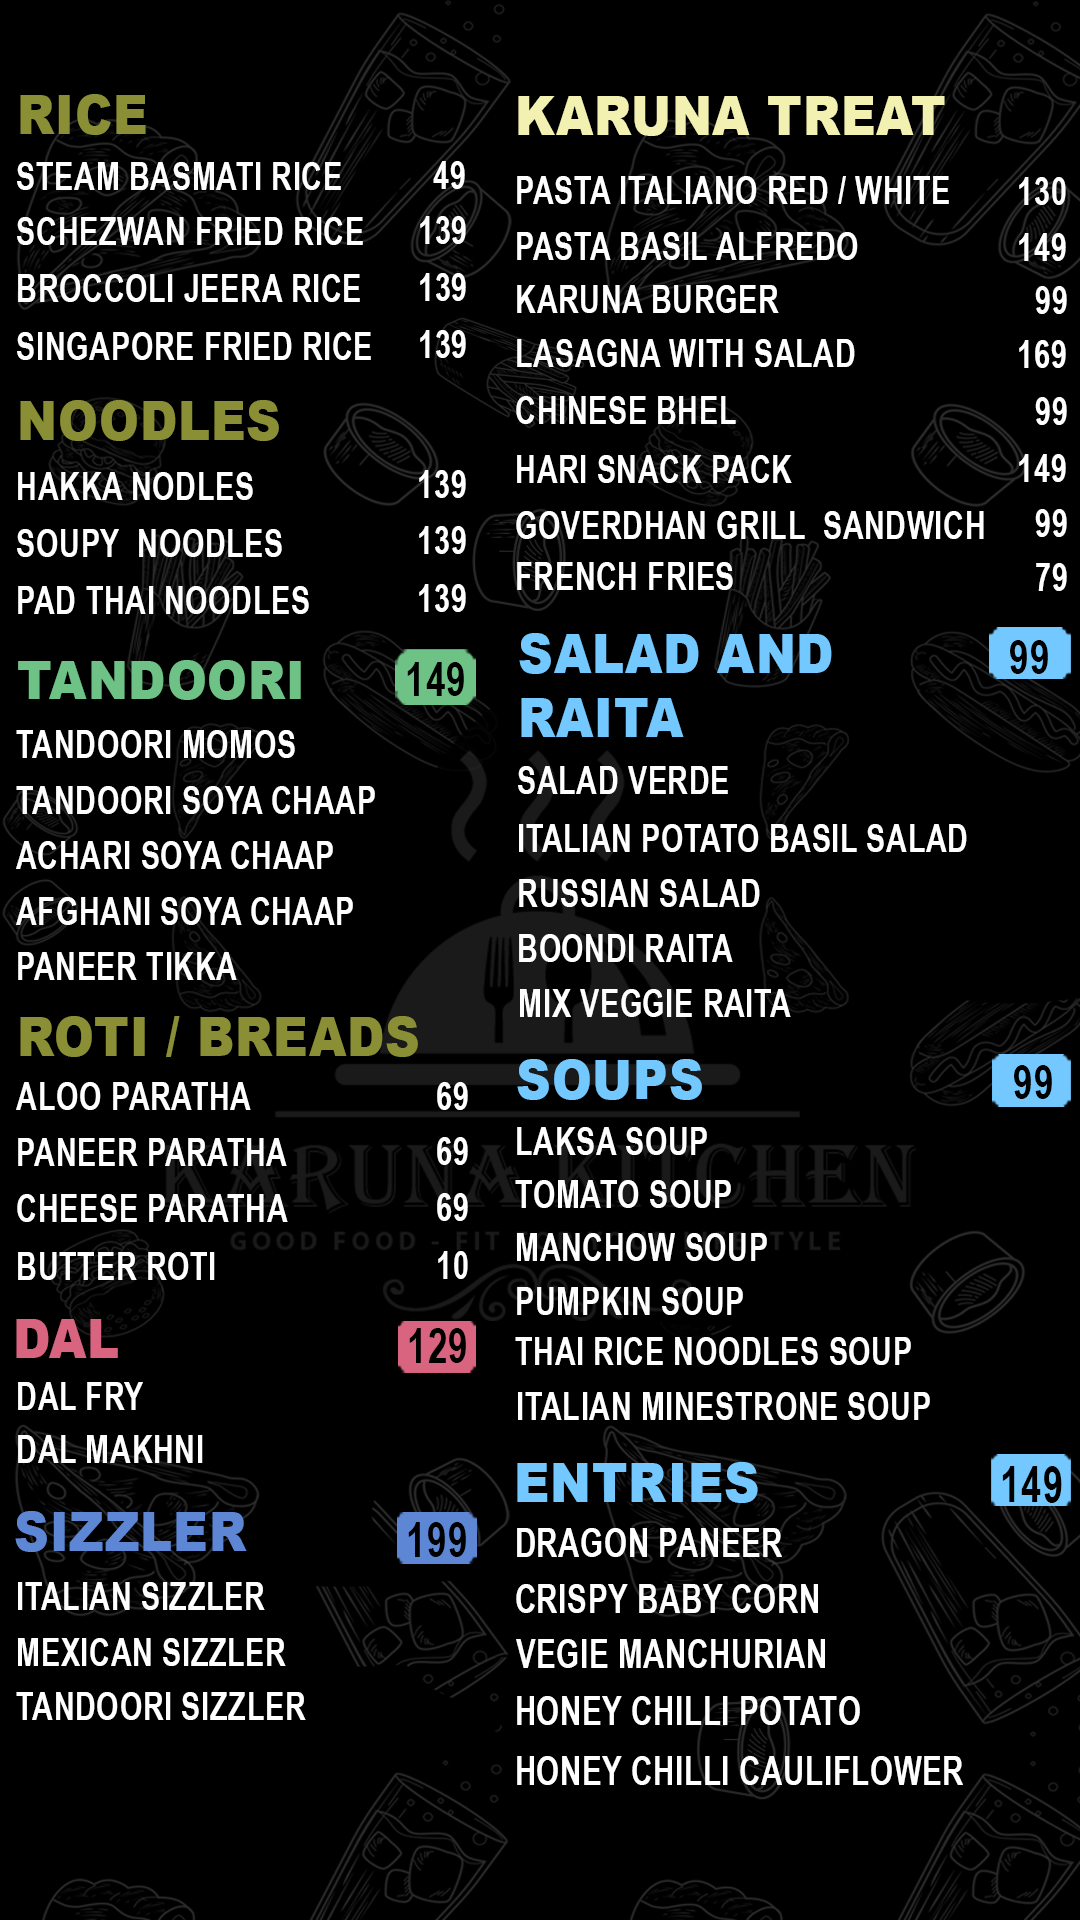 RICE
STEAM BASMATI RICE 49
SCHEZWAN FRIED RICE 139
BROCCOLI JEERA RICE 139
SINGAPORE FRIED RICE 139
NOODLES
HAKKA NODLES 139
SOUPY NOODLES 139
PAD THAI NOODLES 139
TANDOORI 149
TANDOORI MOMOS
TANDOORI SOYA CHAAP
ACHARI SOYA CHAAP
AFGHANI SOYA CHAAP
PANEER TIKKA
ROTI / BREADS
ALOO PARATHA 69
PANEER PARATHA 69
CHEESE PARATHA 69
BUTTER ROTI 10
DAL 129
DAL FRY
DAL MAKHNI
SIZZLER 199
ITALIAN SIZZLER
MEXICAN SIZZLER
TANDOORI SIZZLER
KARUNA TREAT
PASTA ITALIANO RED / WHITE 130
PASTA BASIL ALFREDO 149
KARUNA BURGER 99
LASAGNA WITH SALAD 169
CHINESE BHEL 99
HARI SNACK PACK 149
GOVERDHAN GRILL SANDWICH 99
FRENCH FRIES 79
SALAD AND 99
RAITA
SALAD VERDE
ITALIAN POTATO BASIL SALAD
RUSSIAN SALAD
BOONDI RAITA
MIX VEGGIE RAITA
SOUPS 99
LAKSA SOUP
TOMATO SOUP
MANCHOW SOUP
PUMPKIN SOUP
THAI RICE NOODLES SOUP
ITALIAN MINESTRONE SOUP
ENTRIES 149
DRAGON PANEER
CRISPY BABY CORN
VEGIE MANCHURIAN
HONEY CHILLI POTATO
HONEY CHILLI CAULIFLOWER
KARUNA KITCHEN
GOOD FOOD - FIT